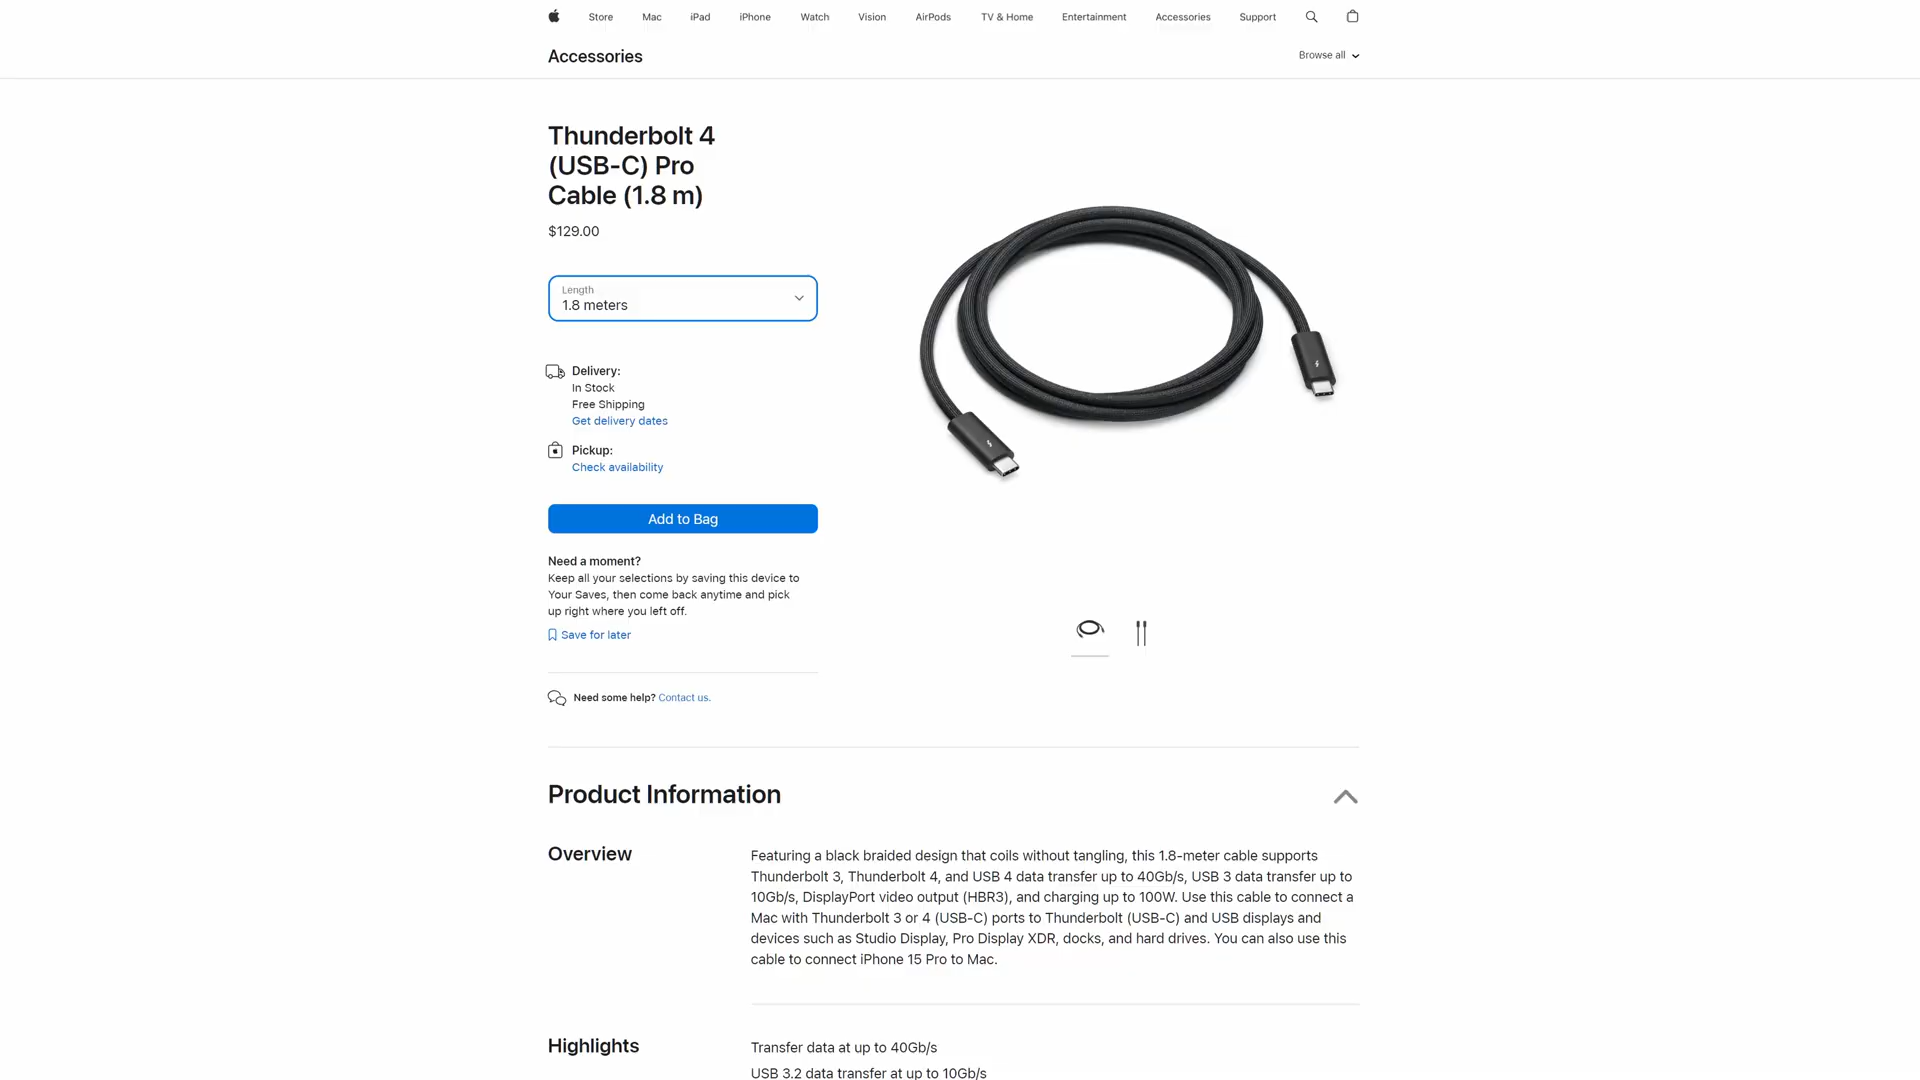 Store Mac iPad iPhone Watch Vision AirPods TV & Home Entertainment Accessories Support
Accessories
Browse all
Thunderbolt 4
(USB-C) Pro
Cable (1.8 m)
$129.00
Length
1.8 meters
Delivery:
In Stock
Free Shipping
Get delivery dates
Pickup:
Check availability
Add to Bag
Need a moment?
Keep all your selections by saving this device to
Your Saves, then come back anytime and pick
up right where you left off.
Save for later
Need some help? Contact us.
Product Information
Overview
Featuring a black braided design that coils without tangling, this 1.8-meter cable supports
Thunderbolt 3, Thunderbolt 4, and USB 4 data transfer up to 40Gb/s, USB 3 data transfer up to
10Gb/s, DisplayPort video output (HBR3), and charging up to 100W. Use this cable to connect a
Mac with Thunderbolt 3 or 4 (USB-C) ports to Thunderbolt (USB-C) and USB displays and
devices such as Studio Display, Pro Display XDR, docks, and hard drives. You can also use this
cable to connect iPhone 15 Pro to Mac.
Highlights
Transfer data at up to 40Gb/s
USB 3.2 data transfer at up to 10Gb/s